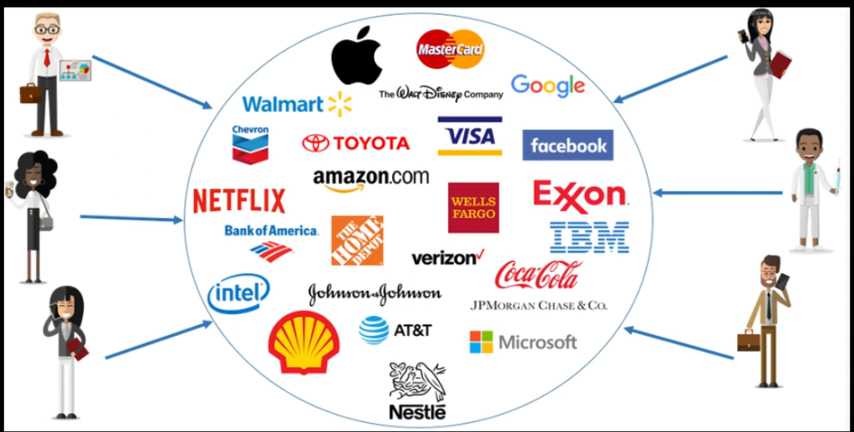 MasterCard
The WALT DISNEY Company
Google
Walmart
Chevron
TOYOTA
VISA
facebook
amazon.com
NETFLIX
WELLS
FARGO
Exxon
Bank of America
THE
HOME
DEPOT
IBM
verizon
Coca-Cola
intel
Johnson & Johnson
JPMORGAN CHASE & CO.
AT&T
Microsoft
Nestlé